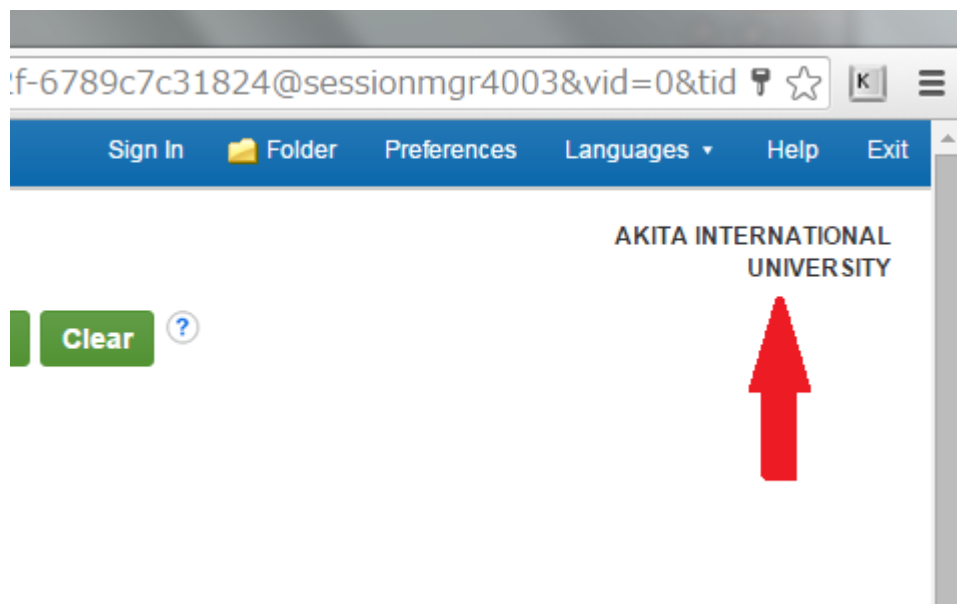 f-6789c7c31824@sessionmgr4003&vid=0&tid
K
Sign In Folder Preferences Languages Help Exit
AKITA INTERNATIONAL
UNIVERSITY
Clear ?